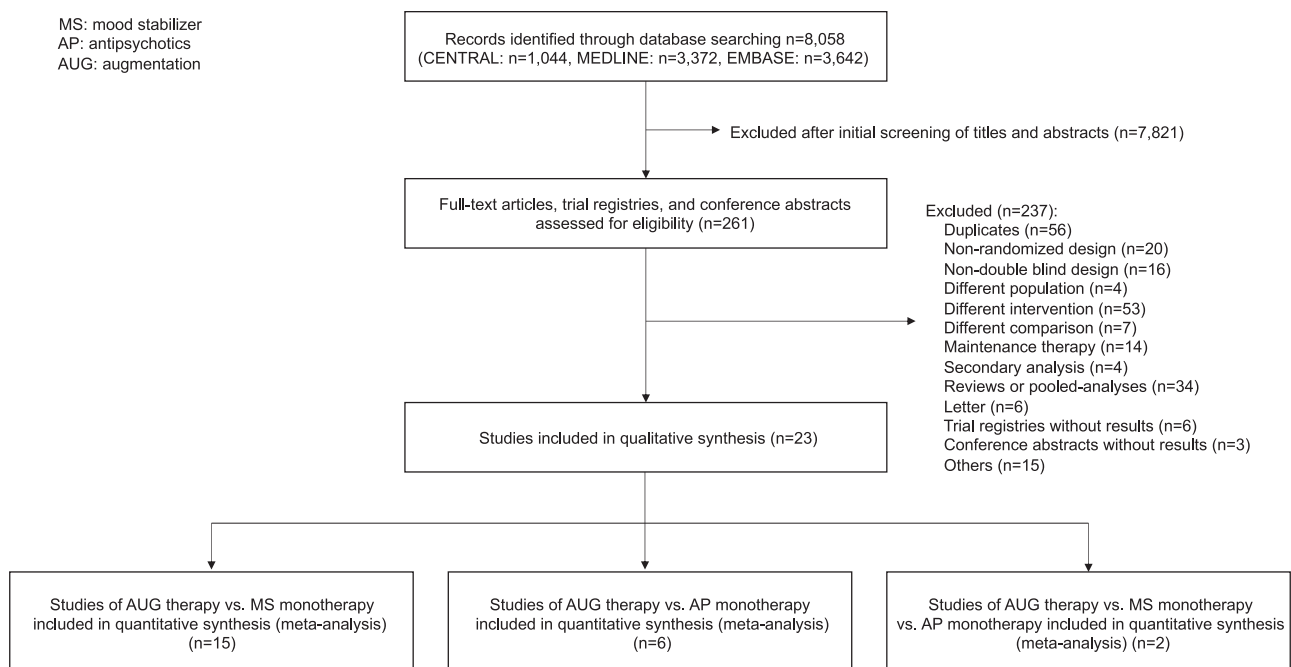 MS: mood stabilizer
AP: antipsychotics
AUG: augmentation
Records identified through database searching n=8,058
(CENTRAL: n=1,044, MEDLINE: n=3,372, EMBASE: n=3,642)
Excluded after initial screening of titles and abstracts (n=7,821)
Full-text articles, trial registries, and conference abstracts
assessed for eligibility (n=261)
Excluded (n=237):
Duplicates (n=56)
Non-randomized design (n=20)
Non-double blind design (n=16)
Different population (n=4)
Different intervention (n=53)
Different comparison (n=7)
Maintenance therapy (n=14)
Secondary analysis (n=4)
Reviews or pooled-analyses (n=34)
Letter (n=6)
Trial registries without results (n=6)
Conference abstracts without results (n=3)
Others (n=15)
Studies included in qualitative synthesis (n=23)
Studies of AUG therapy vs. MS monotherapy
included in quantitative synthesis (meta-analysis)
(n=15)
Studies of AUG therapy vs. AP monotherapy
included in quantitative synthesis (meta-analysis)
(n=6)
Studies of AUG therapy vs. MS monotherapy
vs. AP monotherapy included in quantitative synthesis
(meta-analysis) (n=2)